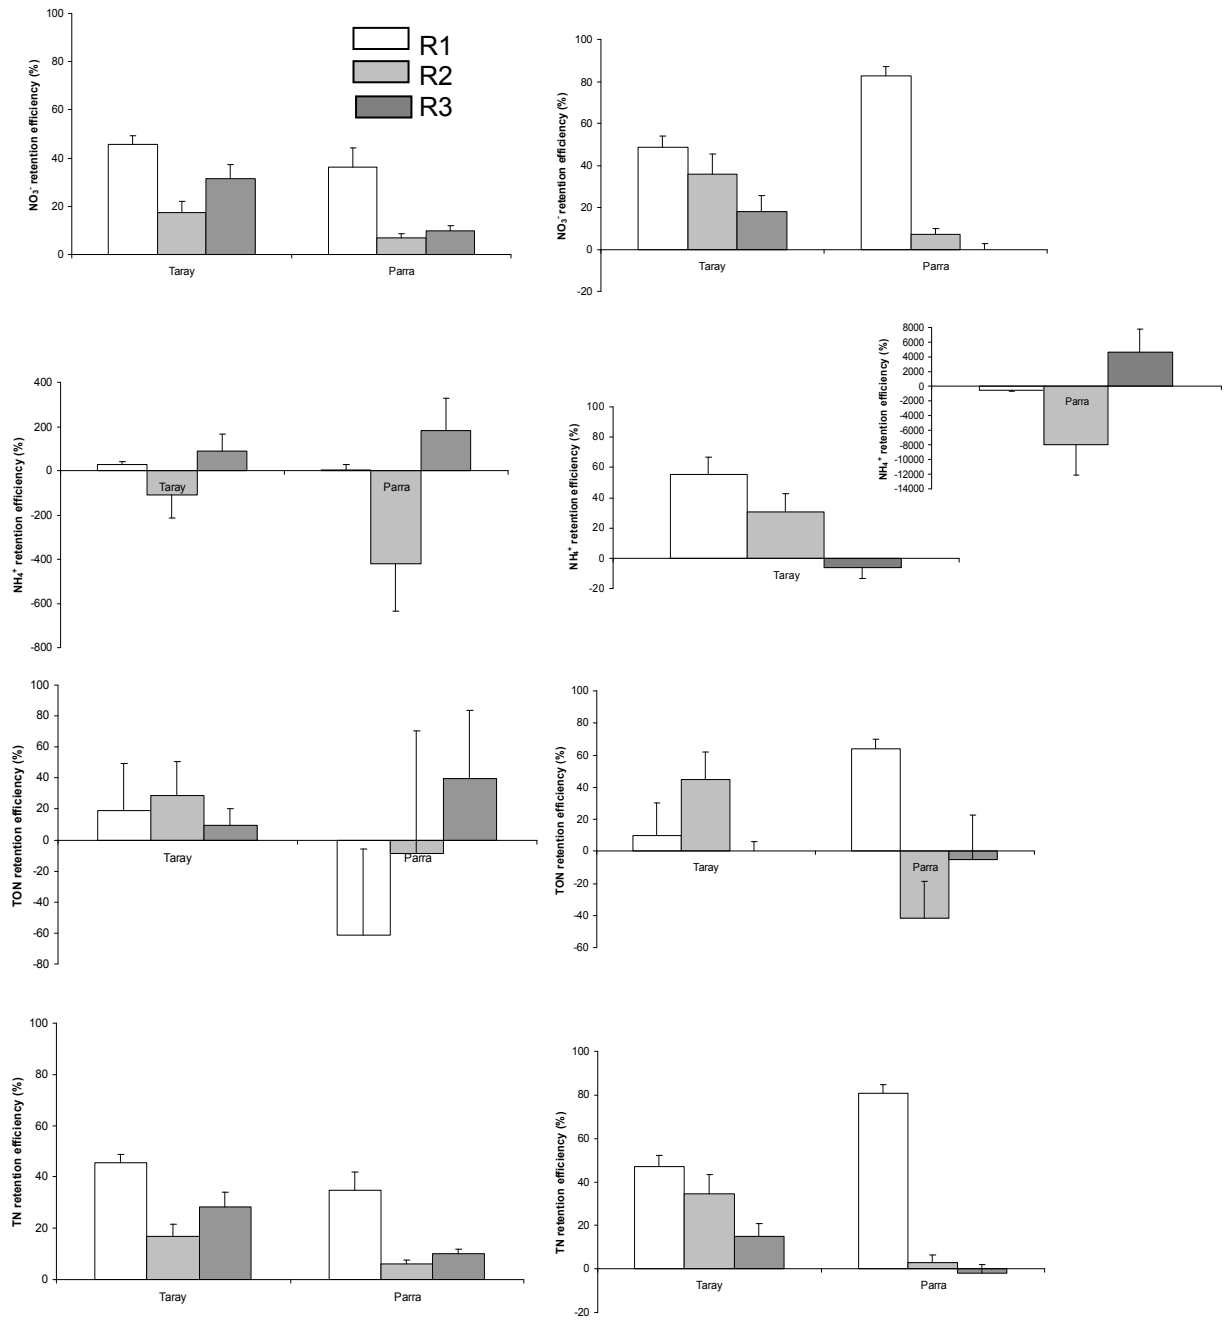 NO₃⁻ retention efficiency (%)
100
80
60
40
20
0
Taray
Parra
R1
R2
R3
NO₃⁻ retention efficiency (%)
100
80
60
40
20
0
-20
Taray
Parra
NH₄⁺ retention efficiency (%)
400
200
0
-200
-400
-600
-800
Taray
Parra
NH₄⁺ retention efficiency (%)
100
80
60
40
20
0
-20
Taray
NH₄⁺ retention efficiency (%)
8000
6000
4000
2000
0
-2000
-4000
-6000
-8000
-10000
-12000
-14000
Parra
TON retention efficiency (%)
100
80
60
40
20
0
-20
-40
-60
-80
Taray
Parra
TON retention efficiency (%)
100
80
60
40
20
0
-20
-40
-60
Taray
Parra
TN retention efficiency (%)
100
80
60
40
20
0
Taray
Parra
TN retention efficiency (%)
100
80
60
40
20
0
-20
Taray
Parra